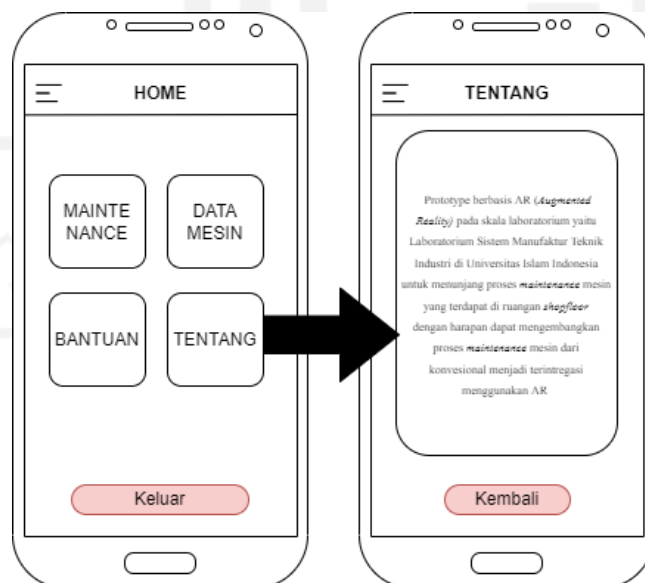 HOME
MAINTE
NANCE
DATA
MESIN
BANTUAN
TENTANG
Keluar
TENTANG
Prototype berbasis AR (Augmented
Reality) pada skala laboratorium yaitu
Laboratorium Sistem Manufaktur Teknik
Industri di Universitas Islam Indonesia
untuk menunjang proses maintenance mesin
yang terdapat di ruangan shopfloor
dengan harapan dapat mengembangkan
proses maintenance mesin dari
konvesional menjadi terintregasi
menggunakan AR
Kembali